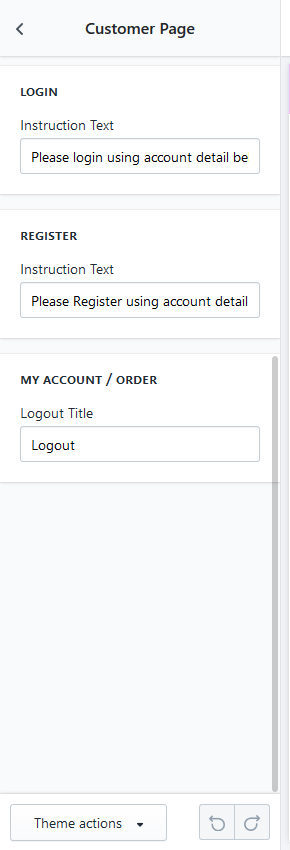 Customer Page
LOGIN
Instruction Text
Please login using account detail be
REGISTER
Instruction Text
Please Register using account detail
MY ACCOUNT / ORDER
Logout Title
Logout
Theme actions